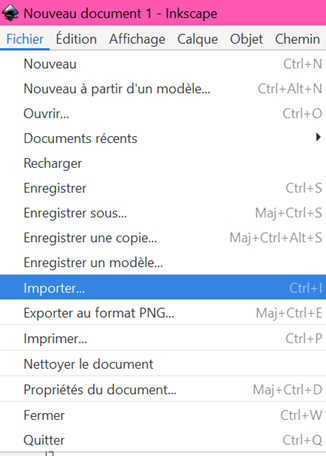 Nouveau document 1 - Inkscape
Fichier Édition Affichage Calque Objet Chemin
Nouveau Ctrl+N
Nouveau à partir d'un modèle... Ctrl+Alt+N
Ouvrir... Ctrl+O
Documents récents
Recharger
Enregistrer Ctrl+S
Enregistrer sous... Maj+Ctrl+S
Enregistrer une copie... Maj+Ctrl+Alt+S
Enregistrer un modèle...
Importer... Ctrl+I
Exporter au format PNG... Maj+Ctrl+E
Imprimer... Ctrl+P
Nettoyer le document
Propriétés du document... Maj+Ctrl+D
Fermer Ctrl+W
Quitter Ctrl+Q